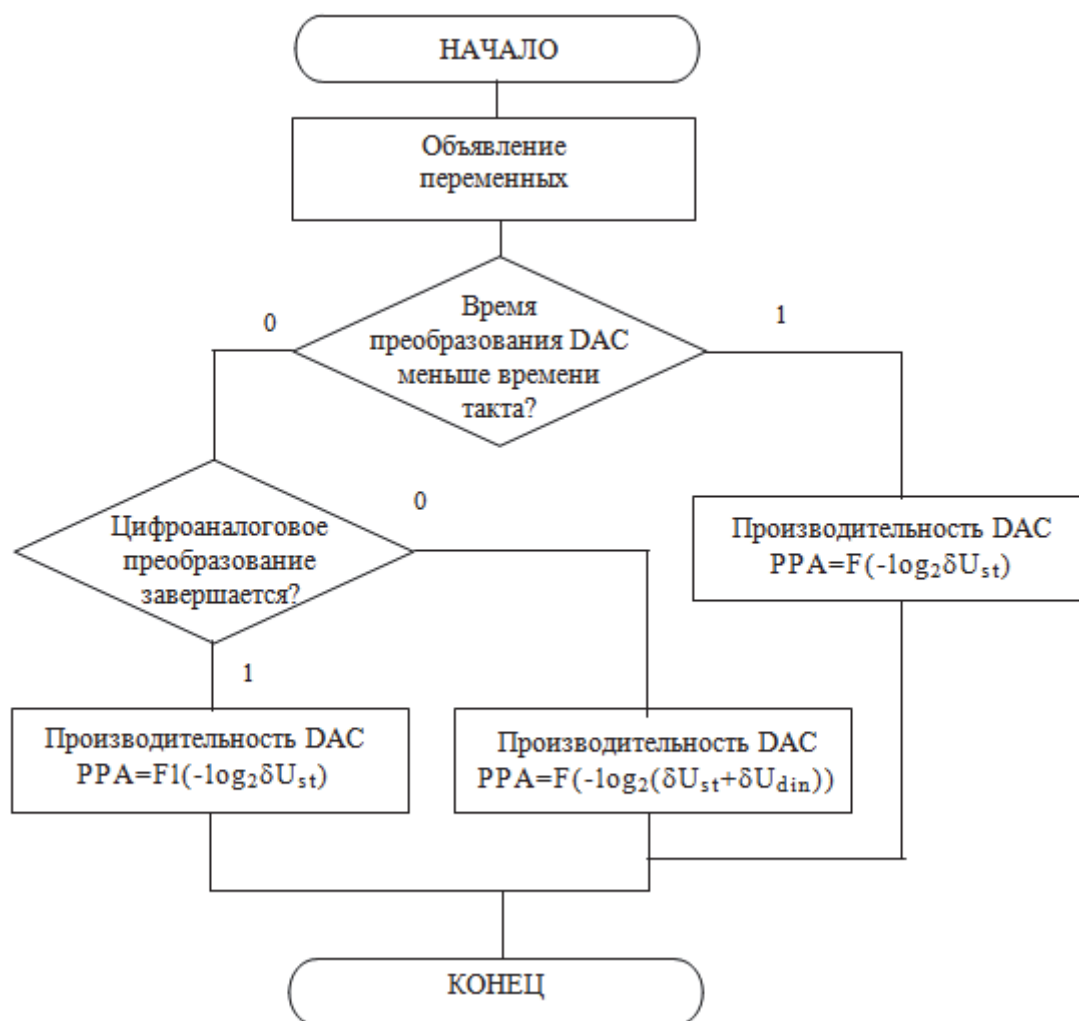 НАЧАЛО
Объявление
переменных
Время
преобразования DAC
меньше времени
такта?
0
1
Цифроаналоговое
преобразование
завершается?
0
1
Производительность DAC
PPA=F(-log₂δUst)
Производительность DAC
PPA=F1(-log₂δUst)
Производительность DAC
PPA=F(-log₂(δUst+δUdin))
КОНЕЦ